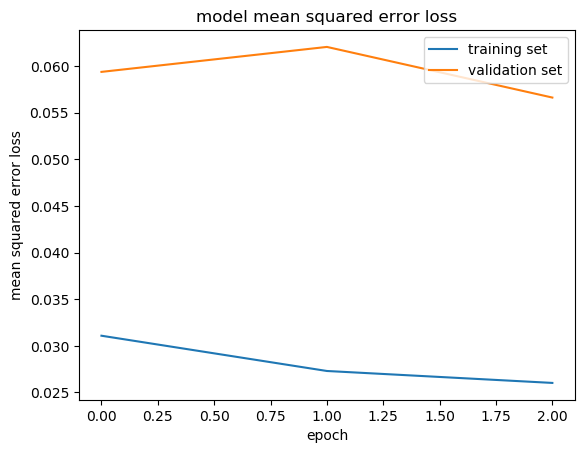 model mean squared error loss
training set
validation set
mean squared error loss
0.060
0.055
0.050
0.045
0.040
0.035
0.030
0.025
0.00 0.25 0.50 0.75 1.00 1.25 1.50 1.75 2.00
epoch